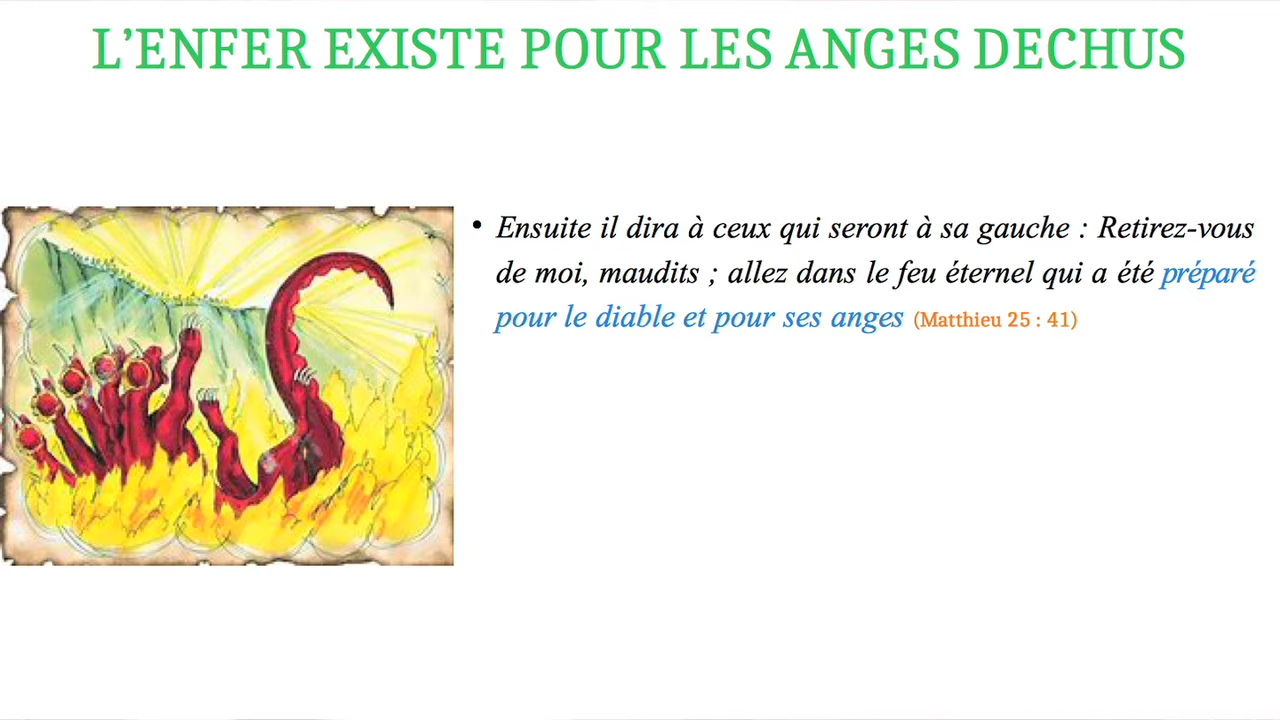 L’ENFER EXISTE POUR LES ANGES DECHUS
• Ensuite il dira à ceux qui seront à sa gauche : Retirez-vous
de moi, maudits ; allez dans le feu éternel qui a été préparé
pour le diable et pour ses anges (Matthieu 25 : 41)